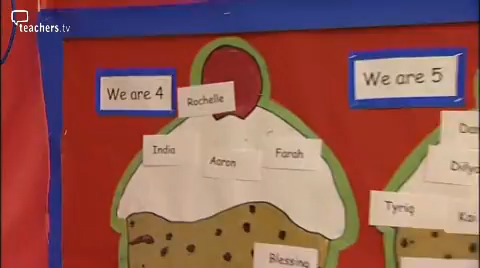 teachers.tv
We are 4
We are 5
Rochelle
India
Aaron
Farah
Blessing
Tyriq